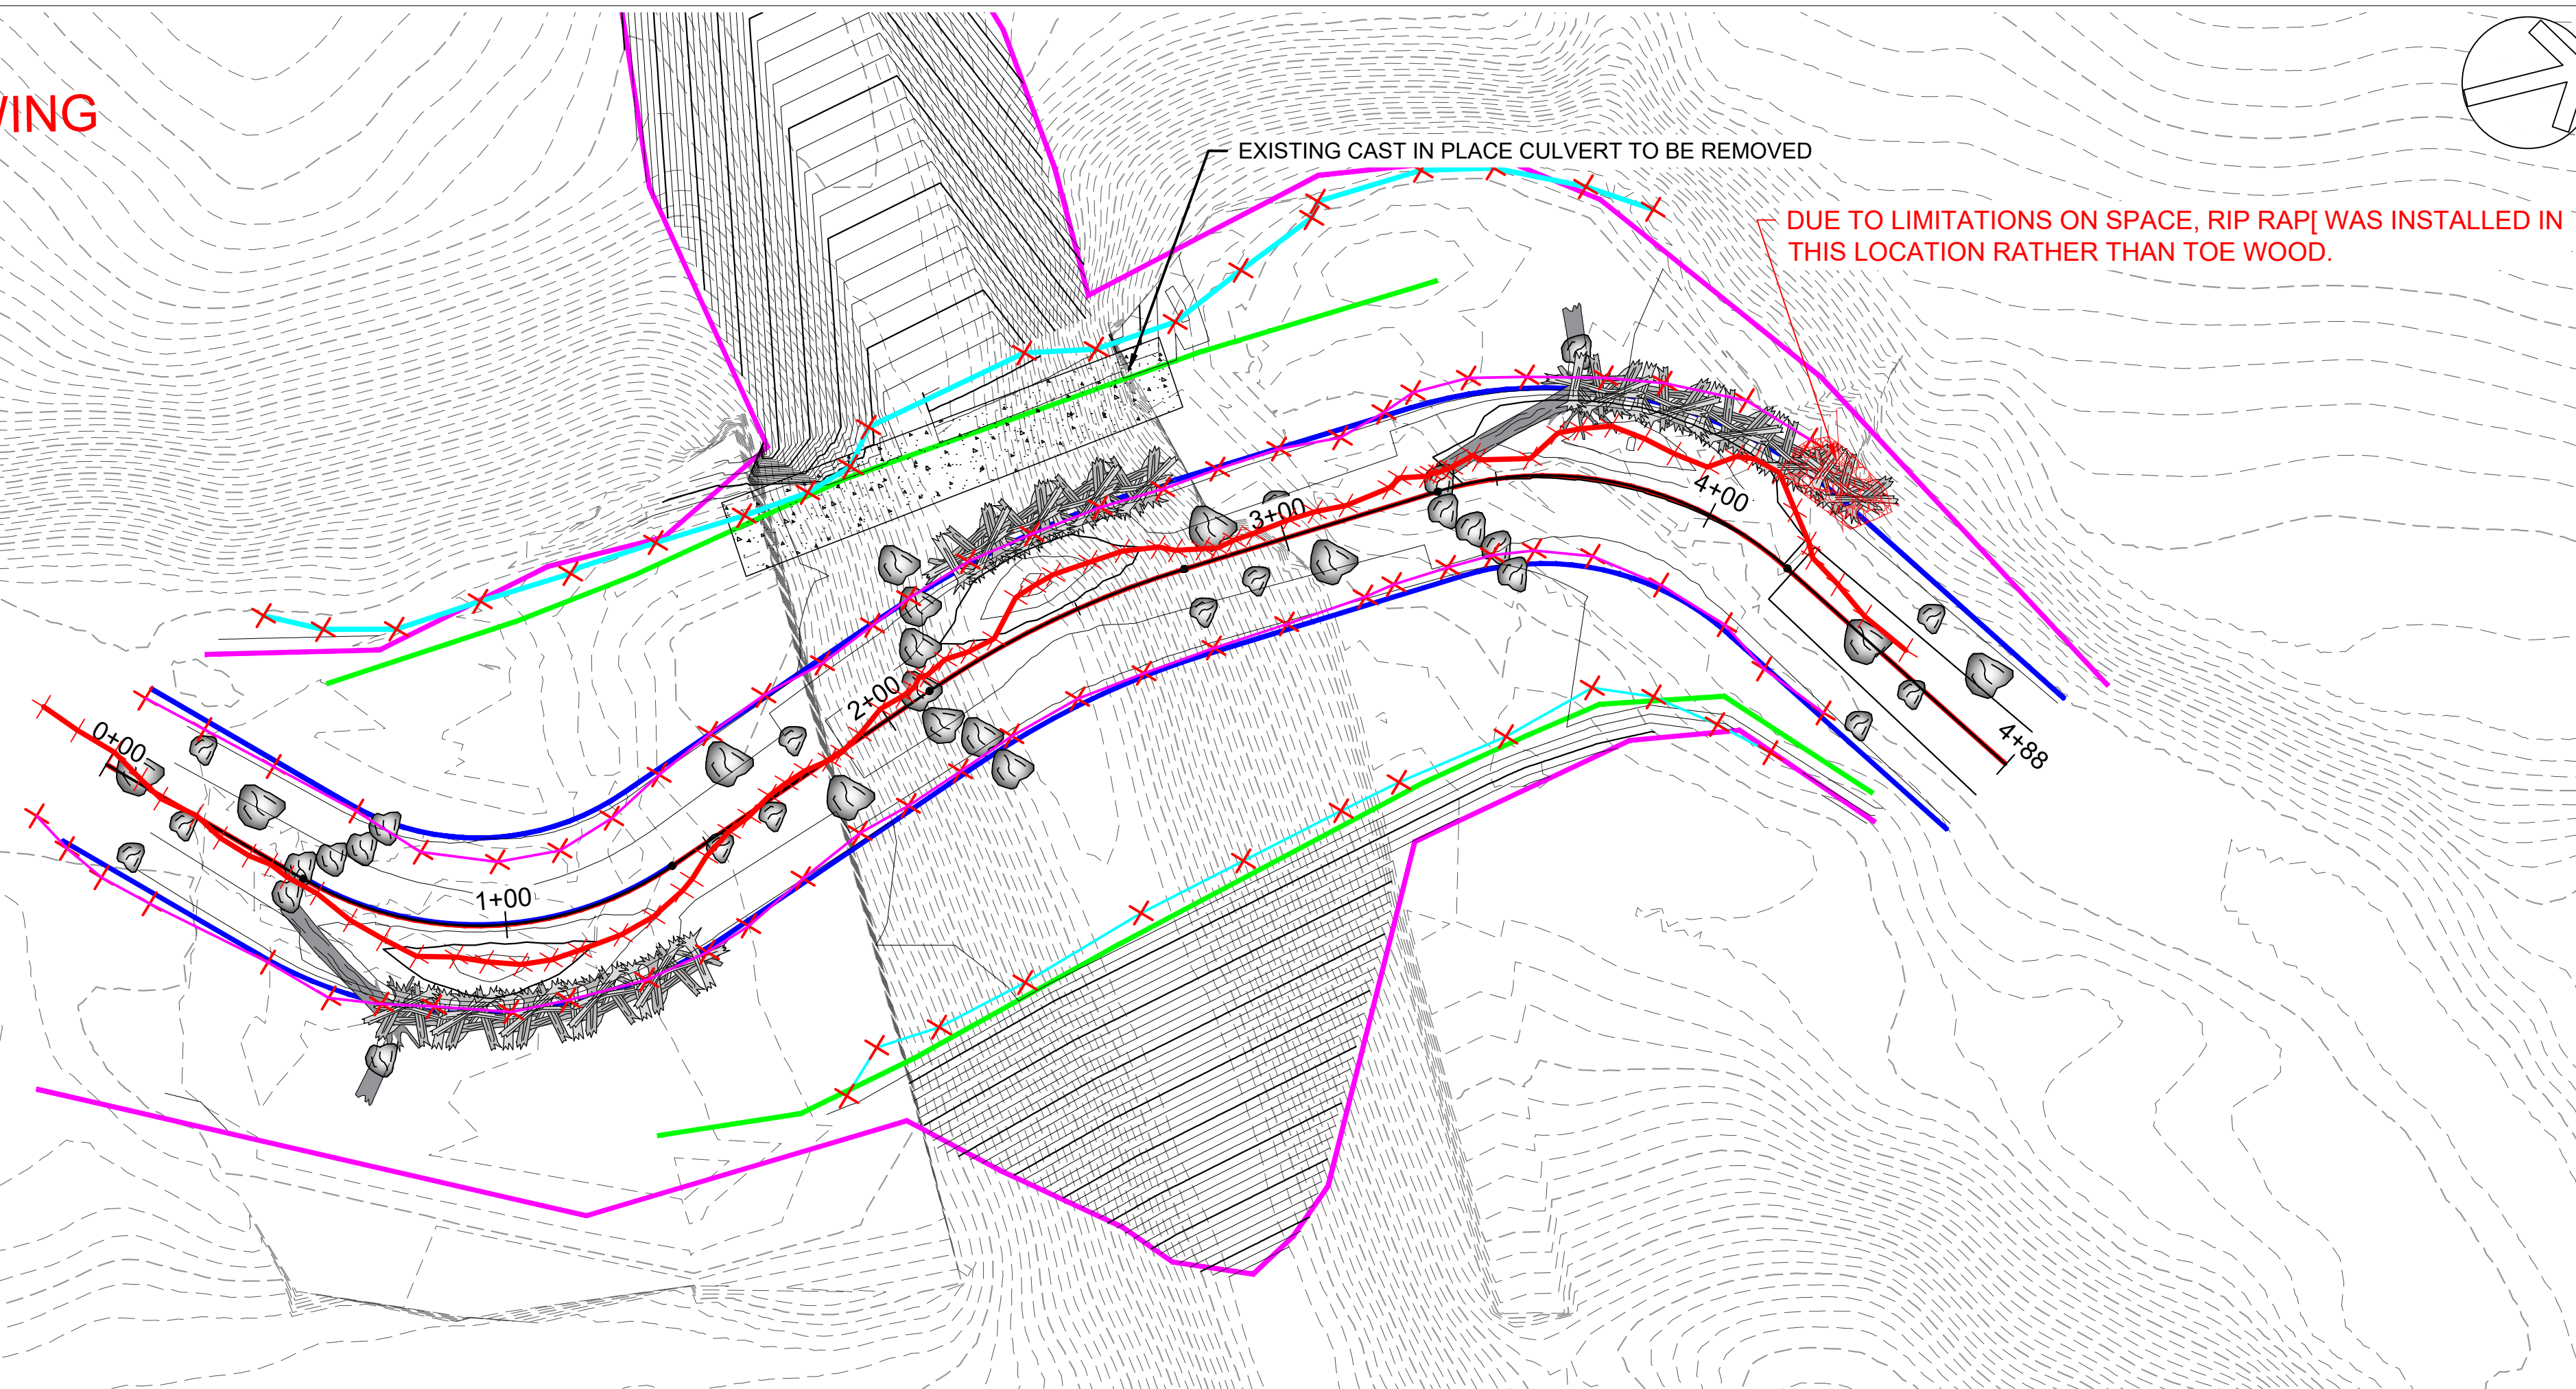 WING
EXISTING CAST IN PLACE CULVERT TO BE REMOVED
DUE TO LIMITATIONS ON SPACE, RIP RAP[ WAS INSTALLED IN
THIS LOCATION RATHER THAN TOE WOOD.
4+00
3+00
2+00
0+00
4+88
1+00